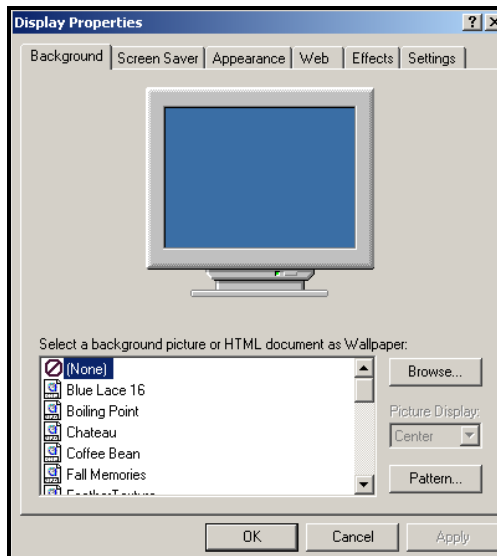 Display Properties
Background Screen Saver Appearance Web Effects Settings
Select a background picture or HTML document as Wallpaper:
(None)
Blue Lace 16
Boiling Point
Chateau
Coffee Bean
Fall Memories
FeatherTexture
Browse...
Picture Display:
Center
Pattern...
OK Cancel Apply